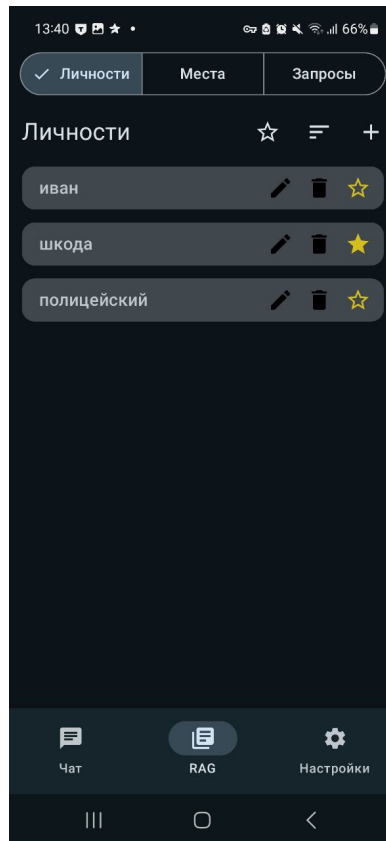 13:40 66%
Личности Места Запросы
Личности
иван
шкода
полицейский
Чат RAG Настройки